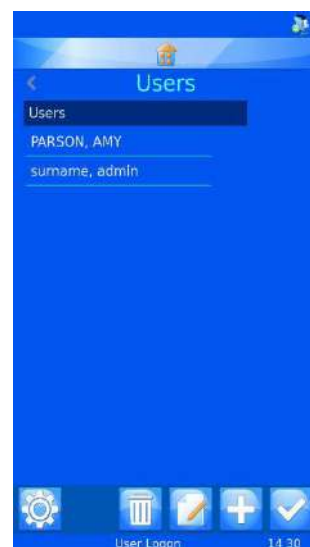 Users
Users
PARSON, AMY
surname, admin
User Logon
14 30